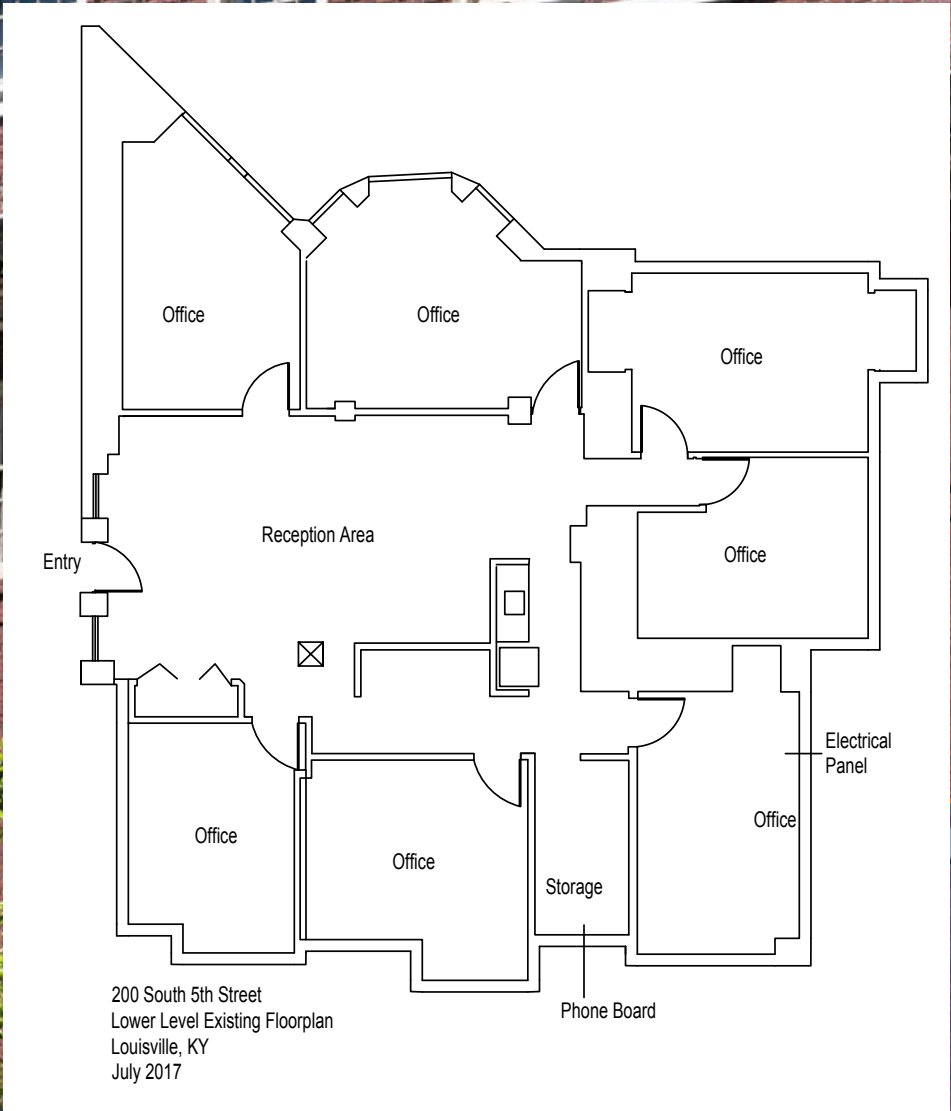 Office
Office
Office
Reception Area
Office
Entry
Electrical
Panel
Office
Office
Office
Storage
Phone Board
200 South 5th Street
Lower Level Existing Floorplan
Louisville, KY
July 2017